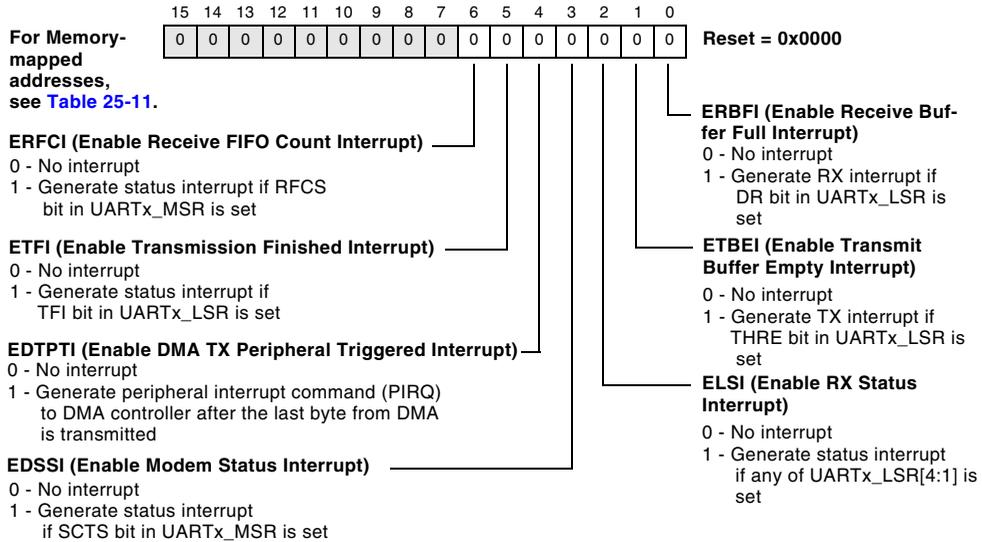 15 14 13 12 11 10 9 8 7 6 5 4 3 2 1 0
0 0 0 0 0 0 0 0 0 0 0 0 0 0 0 0
Reset = 0x0000
For Memory-
mapped
addresses,
see Table 25-11.
ERFCI (Enable Receive FIFO Count Interrupt)
0 - No interrupt
1 - Generate status interrupt if RFCS
bit in UARTx_MSR is set
ETFI (Enable Transmission Finished Interrupt)
0 - No interrupt
1 - Generate status interrupt if
TFI bit in UARTx_LSR is set
EDTPTI (Enable DMA TX Peripheral Triggered Interrupt)
0 - No interrupt
1 - Generate peripheral interrupt command (PIRQ)
to DMA controller after the last byte from DMA
is transmitted
EDSSI (Enable Modem Status Interrupt)
0 - No interrupt
1 - Generate status interrupt
if SCTS bit in UARTx_MSR is set
ERBFI (Enable Receive Buf-
fer Full Interrupt)
0 - No interrupt
1 - Generate RX interrupt if
DR bit in UARTx_LSR is
set
ETBEI (Enable Transmit
Buffer Empty Interrupt)
0 - No interrupt
1 - Generate TX interrupt if
THRE bit in UARTx_LSR is
set
ELSI (Enable RX Status
Interrupt)
0 - No interrupt
1 - Generate status interrupt
if any of UARTx_LSR[4:1] is
set